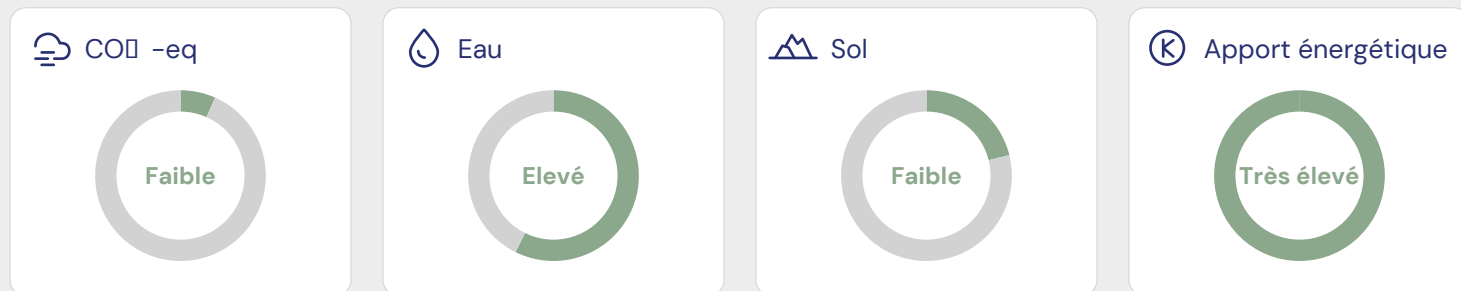 CO▯ -eq
Faible
Eau
Elevé
Sol
Faible
Apport énergétique
Très élevé